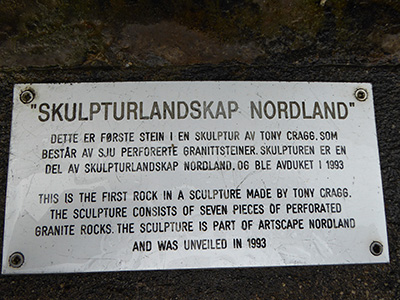 "SKULPTURLANDSKAP NORDLAND"
DETTE ER FØRSTE STEIN I EN SKULPTUR AV TONY CRAGG, SOM
BESTÅR AV SJU PERFORERTE GRANITTSTEINER. SKULPTUREN ER EN
DEL AV SKULPTURLANDSKAP NORDLAND, OG BLE AVDUKET I 1993
THIS IS THE FIRST ROCK IN A SCULPTURE MADE BY TONY CRAGG.
THE SCULPTURE CONSISTS OF SEVEN PIECES OF PERFORATED
GRANITE ROCKS. THE SCULPTURE IS PART OF ARTSCAPE NORDLAND
AND WAS UNVEILED IN 1993